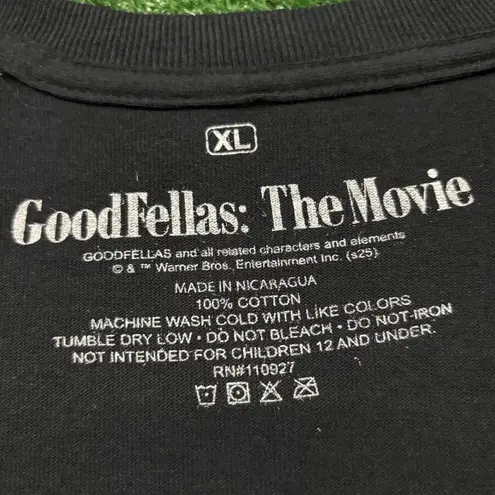 XL
GoodFellas: The Movie
GOODFELLAS and all related characters and elements
© & ™ Warner Bros. Entertainment Inc. (s25)
MADE IN NICARAGUA
100% COTTON
MACHINE WASH COLD WITH LIKE COLORS
TUMBLE DRY LOW • DO NOT BLEACH • DO NOT IRON
NOT INTENDED FOR CHILDREN 12 AND UNDER.
RN#110927